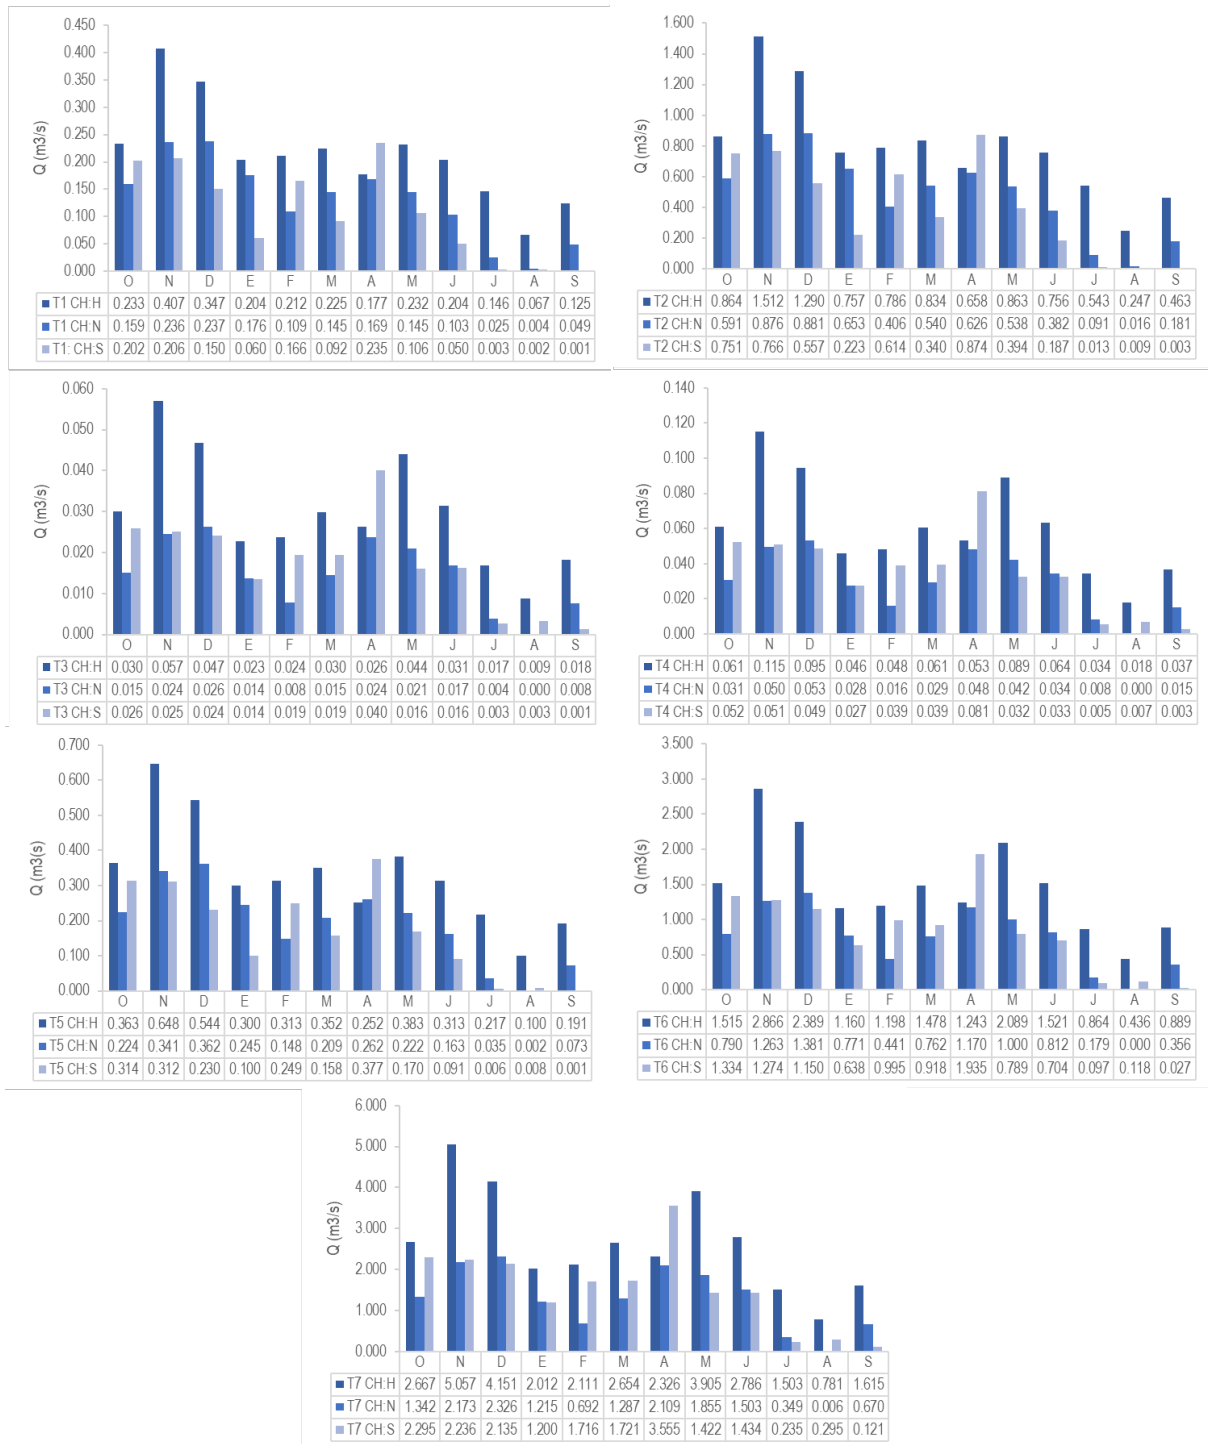 0.450
0.400
0.350
0.300
0.250
0.200
0.150
0.100
0.050
0.000
Q (m3/s)
O N D E F M A M J J A S
T1 CH:H 0.233 0.407 0.347 0.204 0.212 0.225 0.177 0.232 0.204 0.146 0.067 0.125
T1 CH:N 0.159 0.236 0.237 0.176 0.109 0.145 0.169 0.145 0.103 0.025 0.004 0.049
T1: CH:S 0.202 0.206 0.150 0.060 0.166 0.092 0.235 0.106 0.050 0.003 0.002 0.001
1.600
1.400
1.200
1.000
0.800
0.600
0.400
0.200
0.000
Q (m3/s)
O N D E F M A M J J A S
T2 CH:H 0.864 1.512 1.290 0.757 0.786 0.834 0.658 0.863 0.756 0.543 0.247 0.463
T2 CH:N 0.591 0.876 0.881 0.653 0.406 0.540 0.626 0.538 0.382 0.091 0.016 0.181
T2 CH:S 0.751 0.766 0.557 0.223 0.614 0.340 0.874 0.394 0.187 0.013 0.009 0.003
0.060
0.050
0.040
0.030
0.020
0.010
0.000
Q (m3/s)
O N D E F M A M J J A S
T3 CH:H 0.030 0.057 0.047 0.023 0.024 0.030 0.026 0.044 0.031 0.017 0.009 0.018
T3 CH:N 0.015 0.024 0.026 0.014 0.008 0.015 0.024 0.021 0.017 0.004 0.000 0.008
T3 CH:S 0.026 0.025 0.024 0.014 0.019 0.019 0.040 0.016 0.016 0.003 0.003 0.001
0.140
0.120
0.100
0.080
0.060
0.040
0.020
0.000
Q (m3/s)
O N D E F M A M J J A S
T4 CH:H 0.061 0.115 0.095 0.046 0.048 0.061 0.053 0.089 0.064 0.034 0.018 0.037
T4 CH:N 0.031 0.050 0.053 0.028 0.016 0.029 0.048 0.042 0.034 0.008 0.000 0.015
T4 CH:S 0.052 0.051 0.049 0.027 0.039 0.039 0.081 0.032 0.033 0.005 0.007 0.003
0.700
0.600
0.500
0.400
0.300
0.200
0.100
0.000
Q (m3(s)
O N D E F M A M J J A S
T5 CH:H 0.363 0.648 0.544 0.300 0.313 0.352 0.252 0.383 0.313 0.217 0.100 0.191
T5 CH:N 0.224 0.341 0.362 0.245 0.148 0.209 0.262 0.222 0.163 0.035 0.002 0.073
T5 CH:S 0.314 0.312 0.230 0.100 0.249 0.158 0.377 0.170 0.091 0.006 0.008 0.001
3.500
3.000
2.500
2.000
1.500
1.000
0.500
0.000
Q (m3(s)
O N D E F M A M J J A S
T6 CH:H 1.515 2.866 2.389 1.160 1.198 1.478 1.243 2.089 1.521 0.864 0.436 0.889
T6 CH:N 0.790 1.263 1.381 0.771 0.441 0.762 1.170 1.000 0.812 0.179 0.000 0.356
T6 CH:S 1.334 1.274 1.150 0.638 0.995 0.918 1.935 0.789 0.704 0.097 0.118 0.027
6.000
5.000
4.000
3.000
2.000
1.000
0.000
Q (m3/s)
O N D E F M A M J J A S
T7 CH:H 2.667 5.057 4.151 2.012 2.111 2.654 2.326 3.905 2.786 1.503 0.781 1.615
T7 CH:N 1.342 2.173 2.326 1.215 0.692 1.287 2.109 1.855 1.503 0.349 0.006 0.670
T7 CH:S 2.295 2.236 2.135 1.200 1.716 1.721 3.555 1.422 1.434 0.235 0.295 0.121